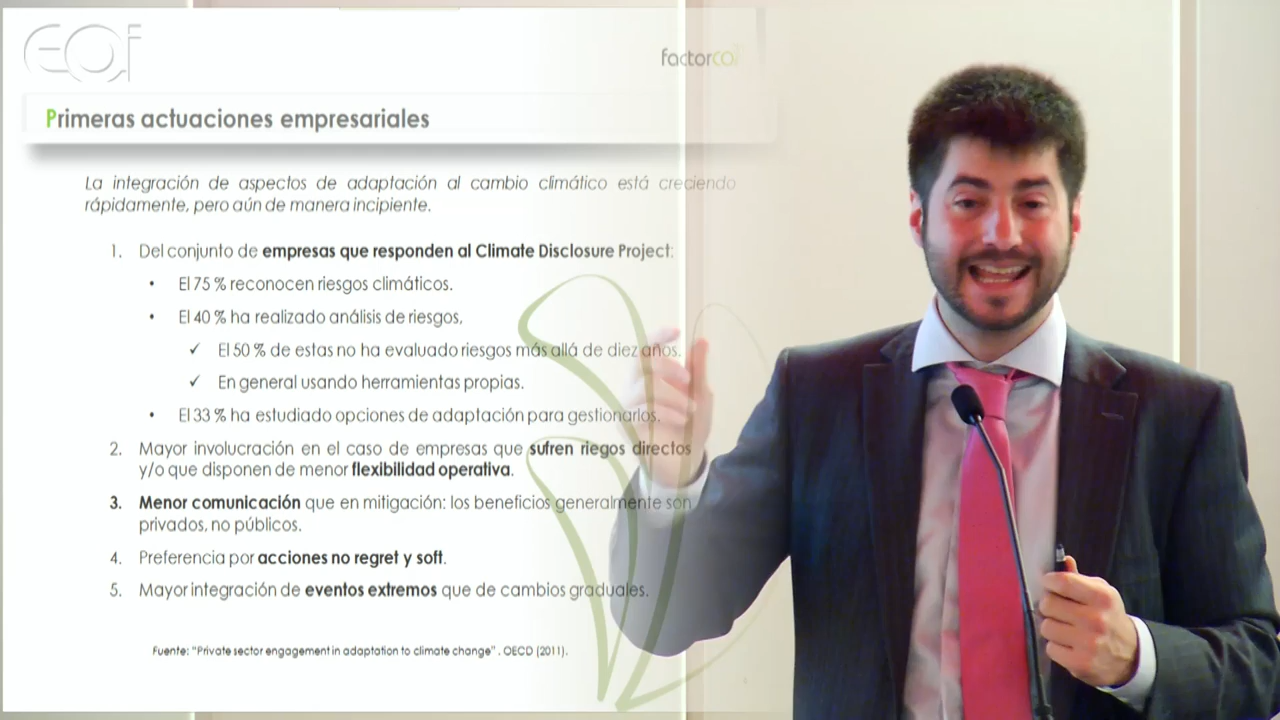 eoi
factorco2
Primeras actuaciones empresariales
La integración de aspectos de adaptación al cambio climático está creciendo
rápidamente, pero aún de manera incipiente.
1. Del conjunto de empresas que responden al Climate Disclosure Project:
• El 75 % reconocen riesgos climáticos.
• El 40 % ha realizado análisis de riesgos.
✓ El 50 % de estas no ha evaluado riesgos más allá de diez años.
✓ En general usando herramientas propias.
• El 33 % ha estudiado opciones de adaptación para gestionarlos.
2. Mayor involucración en el caso de empresas que sufren riegos directos
y/o que disponen de menor flexibilidad operativa.
3. Menor comunicación que en mitigación: los beneficios generalmente son
privados, no públicos.
4. Preferencia por acciones no regret y soft.
5. Mayor integración de eventos extremos que de cambios graduales.
Fuente: "Private sector engagement in adaptation to climate change" . OECD (2011).